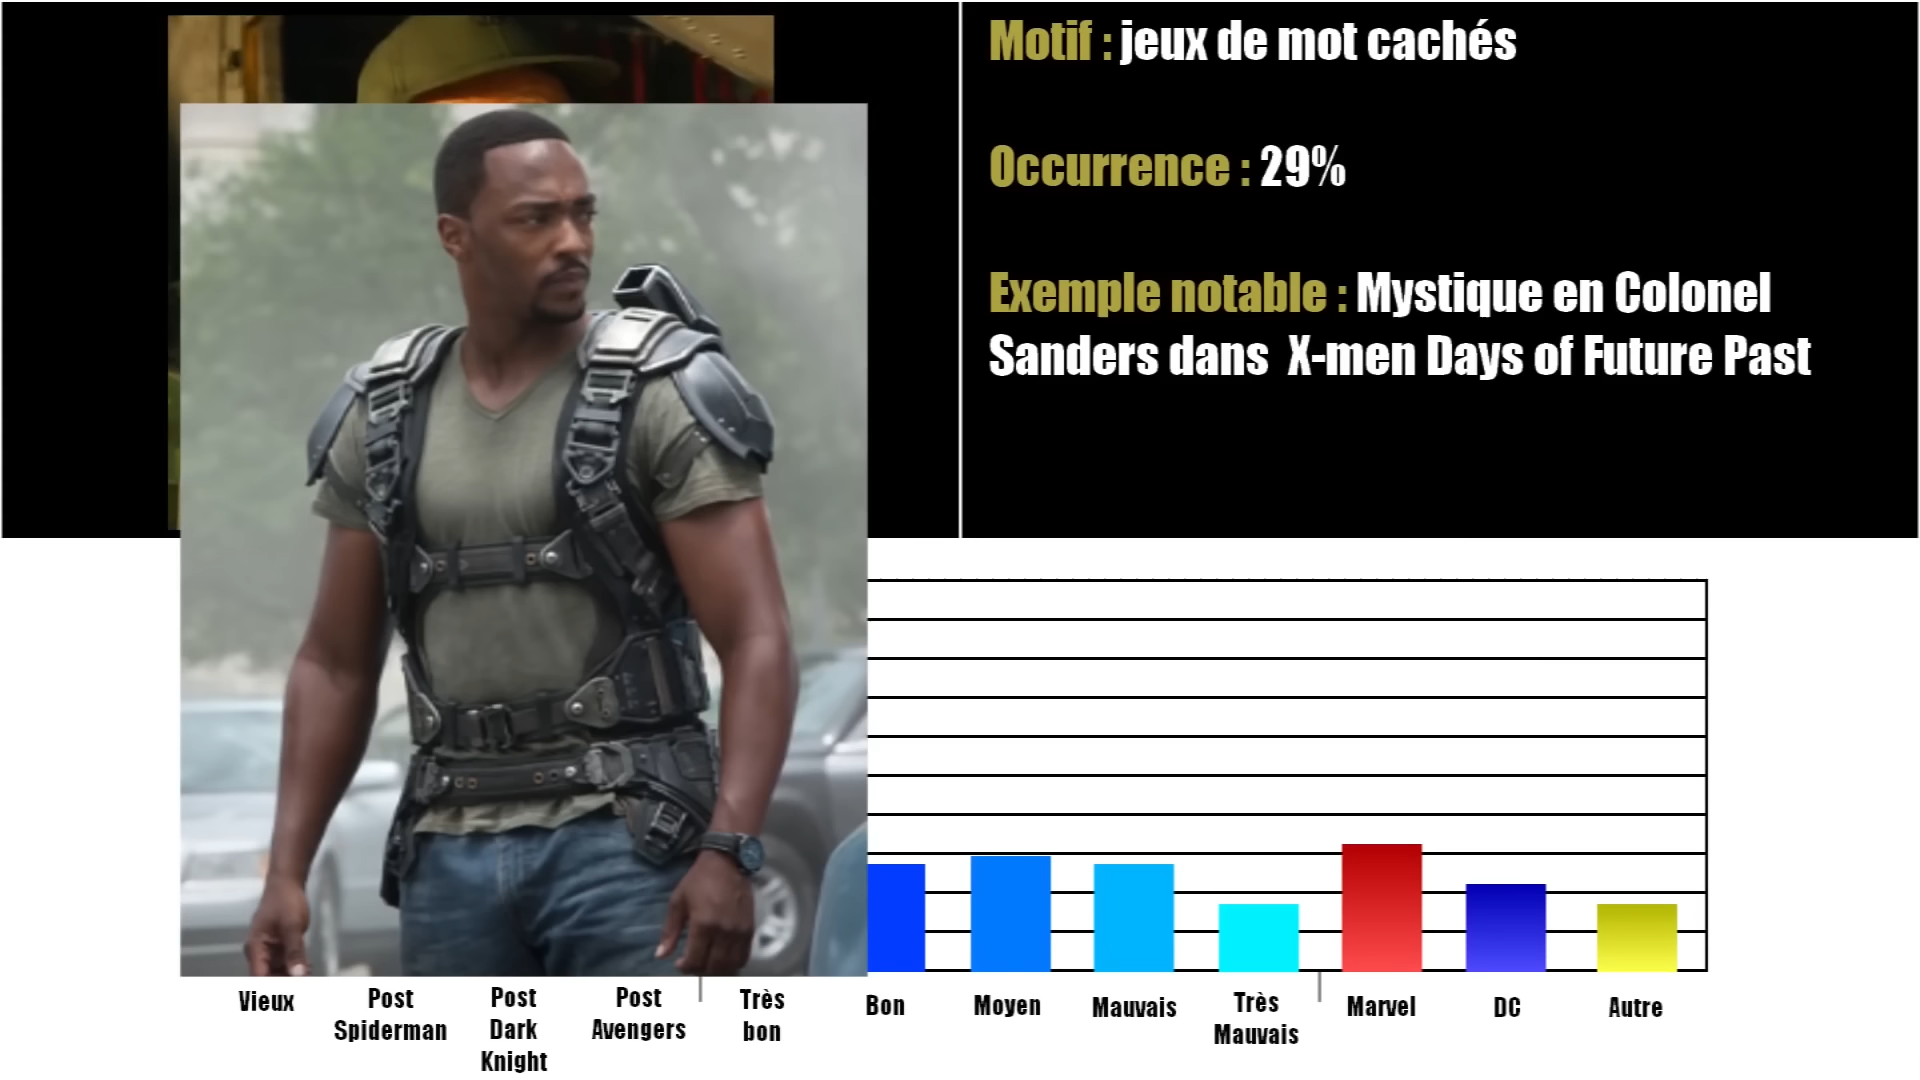 Motif : jeux de mot cachés
Occurrence : 29%
Exemple notable : Mystique en Colonel
Sanders dans X-men Days of Future Past
Vieux
Post
Spiderman
Post
Dark
Knight
Post
Avengers
Très
bon
Bon
Moyen
Mauvais
Très
Mauvais
Marvel
DC
Autre